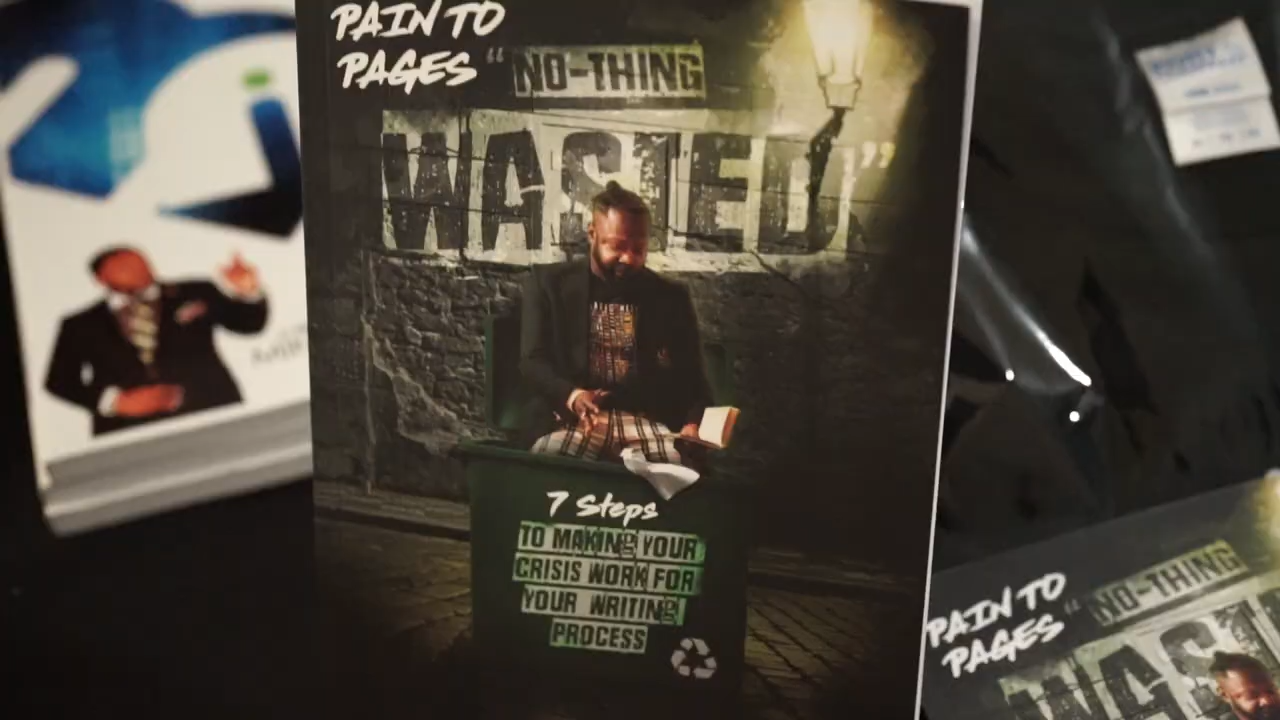 PAIN TO
PAGES “NO-THING
WASTED”
7 Steps
TO MAKING YOUR
CRISIS WORK FOR
YOUR WRITING
PROCESS
PAIN TO
PAGES “NO-THING
WAS